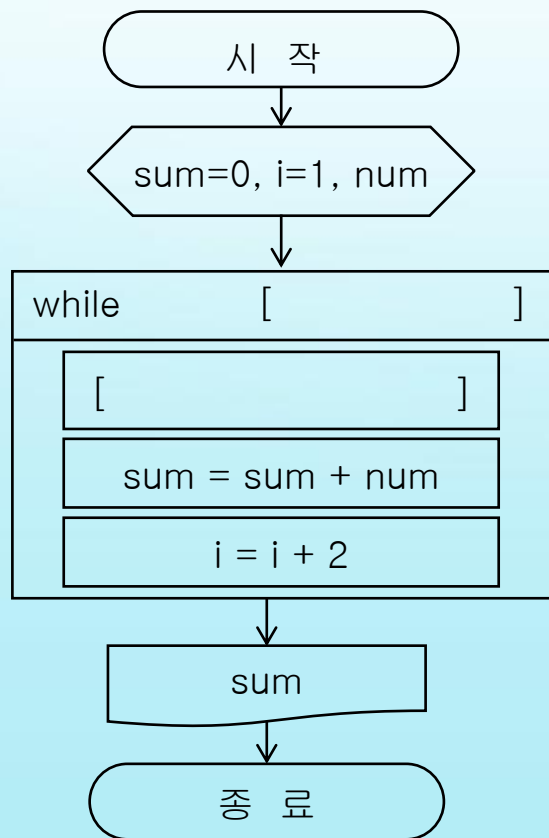 시 작
sum=0, i=1, num
while [ ]
[ ]
sum = sum + num
i = i + 2
sum
종 료